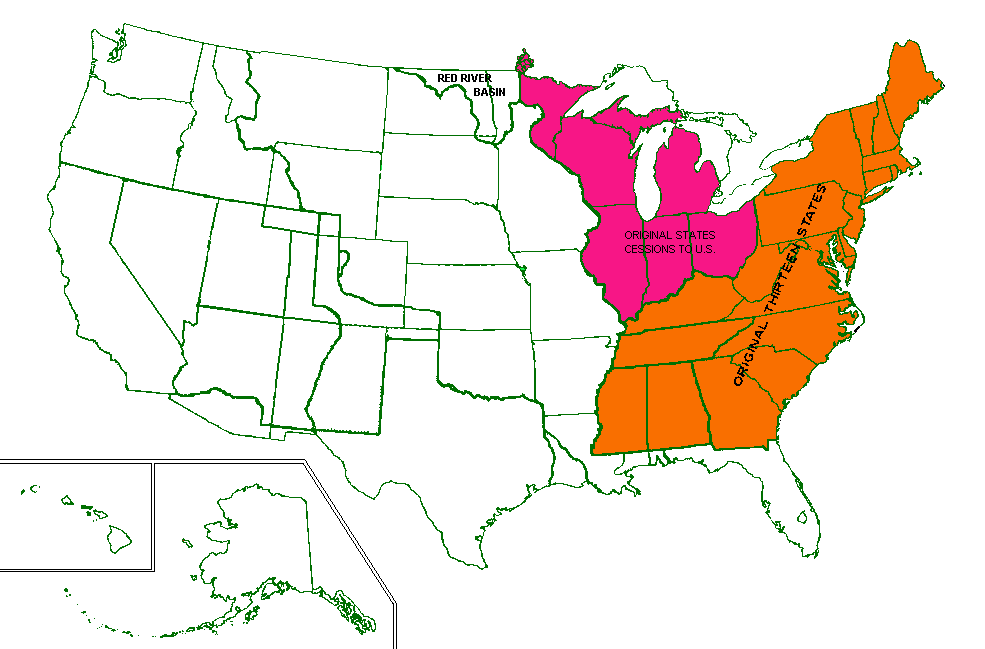 RED RIVER
BASIN
ORIGINAL STATES
CESSIONS TO U.S.
ORIGINAL THIRTEEN STATES